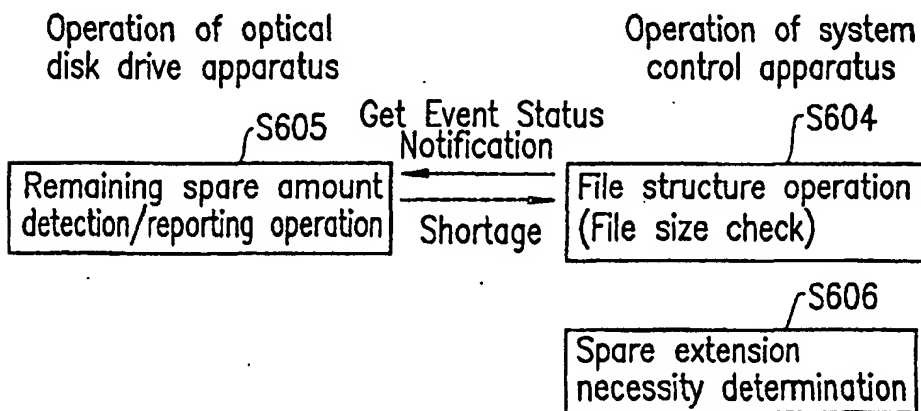 Operation of optical
disk drive apparatus
Operation of system
control apparatus
S605
Get Event Status
Notification
S604
Remaining spare amount
detection/reporting operation
Shortage
File structure operation
(File size check)
S606
Spare extension
necessity determination